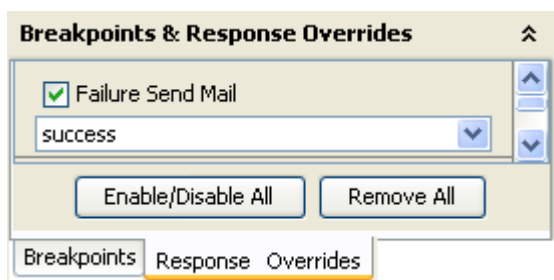 Breakpoints & Response Overrides
Failure Send Mail
success
Enable/Disable All Remove All
Breakpoints Response Overrides